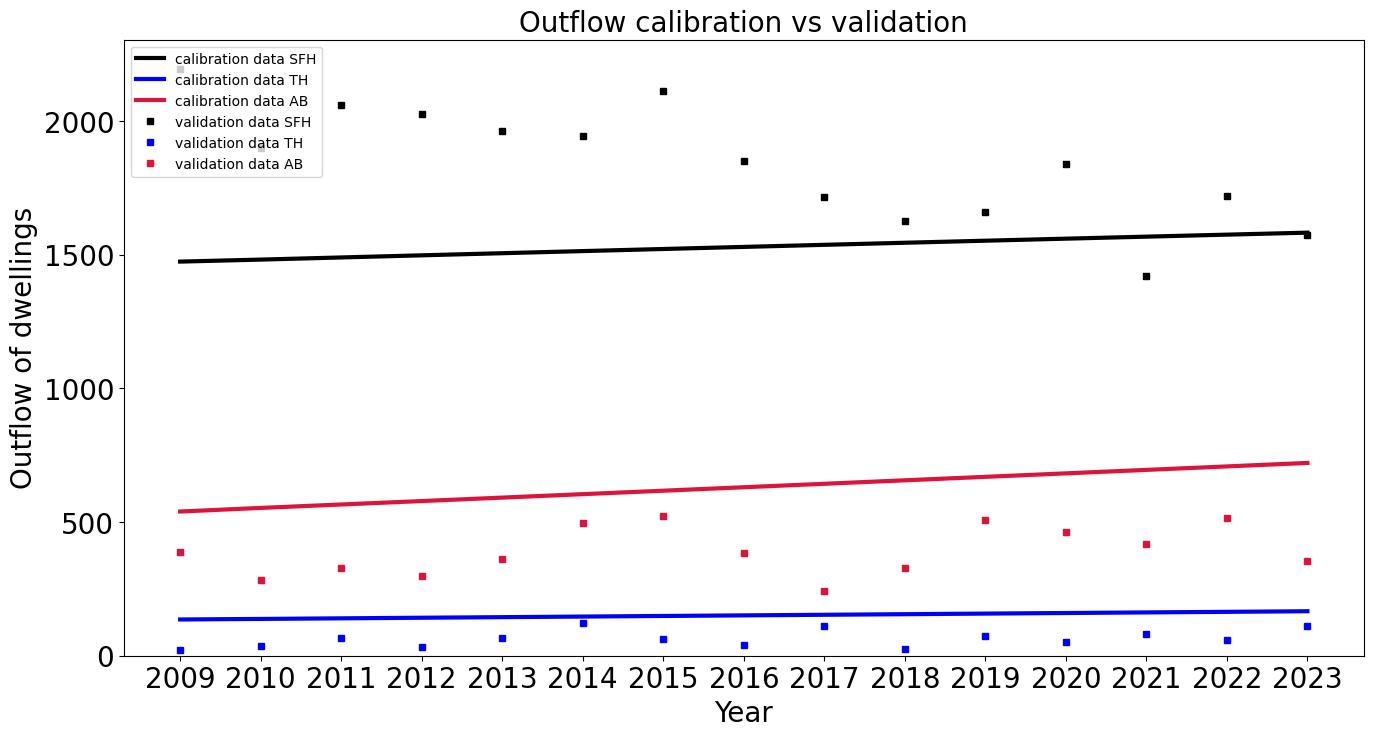 Outflow calibration vs validation
calibration data SFH
calibration data TH
calibration data AB
validation data SFH
validation data TH
validation data AB
Outflow of dwellings
2000
1500
1000
500
0
2009 2010 2011 2012 2013 2014 2015 2016 2017 2018 2019 2020 2021 2022 2023
Year